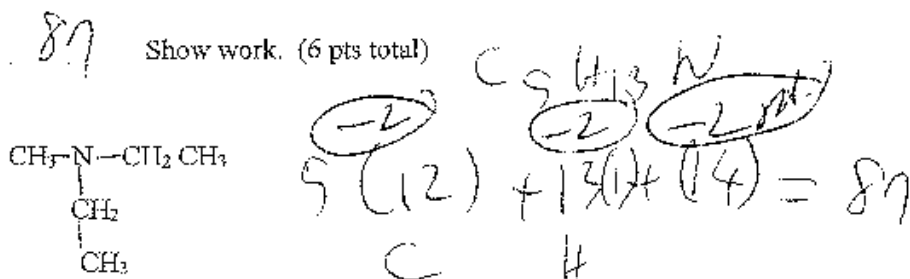 87 Show work. (6 pts total)
C5H13N
-2 -2 -2 pt.
CH3-N-CH2CH3 5(12) + 13(1) + (14) = 87
CH2 C H
CH3